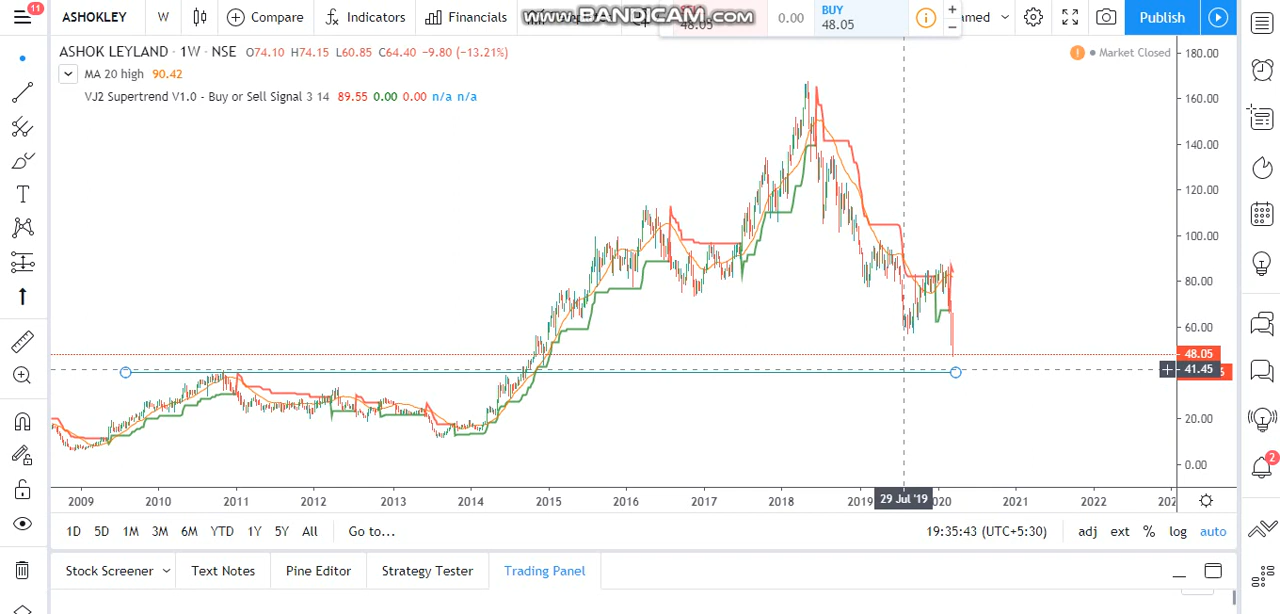 11 ASHOKLEY W Compare Indicators Financials www.BANDICAM.com 48.05 0.00 BUY 48.05 Publish
ASHOK LEYLAND · 1W · NSE O74.10 H74.15 L60.85 C64.40 −9.80 (−13.21%) Market Closed
MA 20 high 90.42
VJ2 Supertrend V1.0 - Buy or Sell Signal 3 14 89.55 0.00 0.00 n/a n/a
180.00
160.00
140.00
120.00
100.00
80.00
60.00
48.05
41.45
20.00
0.00
2009 2010 2011 2012 2013 2014 2015 2016 2017 2018 2019 29 Jul '19 2021 2022
1D 5D 1M 3M 6M YTD 1Y 5Y All Go to... 19:35:43 (UTC+5:30) adj ext % log auto
Stock Screener Text Notes Pine Editor Strategy Tester Trading Panel
2